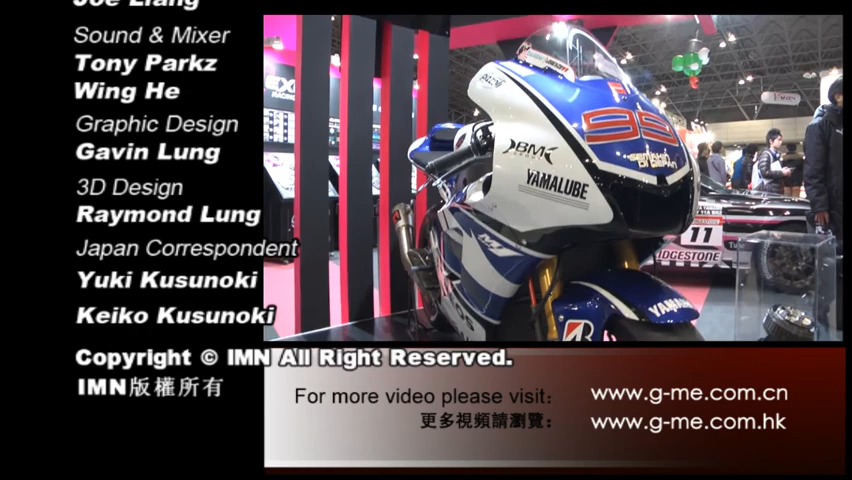 Joe Liang
Sound & Mixer
Tony Parkz
Wing He
Graphic Design
Gavin Lung
3D Design
Raymond Lung
Japan Correspondent
Yuki Kusunoki
Keiko Kusunoki
Copyright © IMN All Right Reserved.
IMN版權所有
For more video please visit:
www.g-me.com.cn
更多視頻請瀏覽：
www.g-me.com.hk
99
BMC
YAMALUBE
M1
YAMAHA
11
BRIDGESTONE